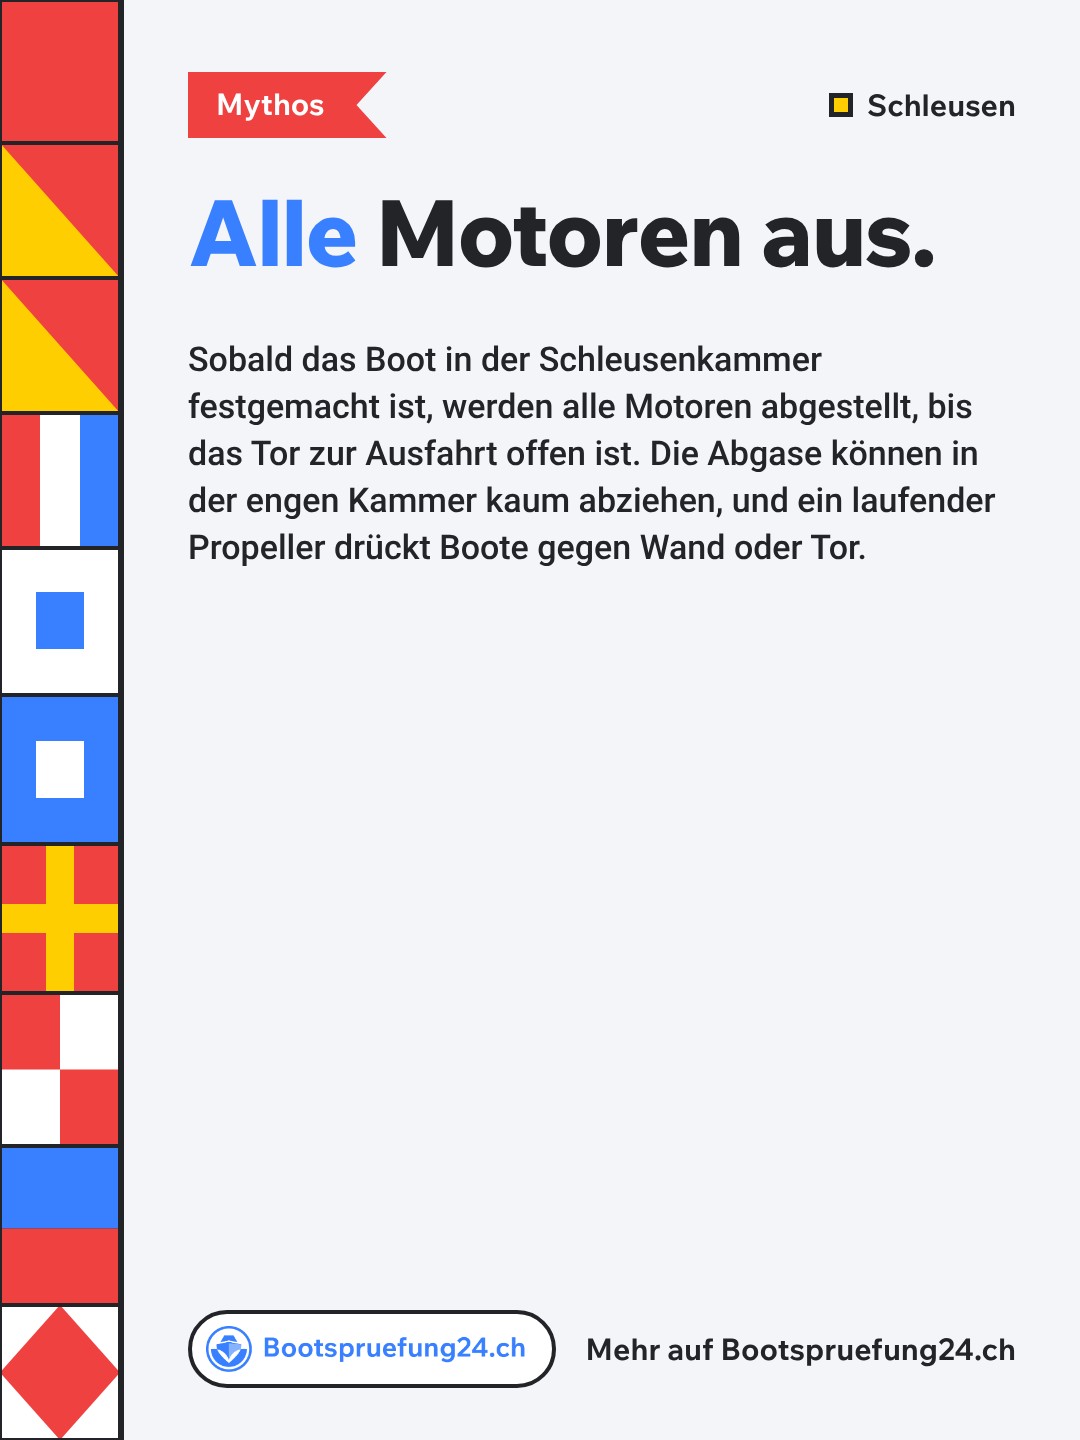 Mythos
Schleusen
Alle Motoren aus.
Sobald das Boot in der Schleusenkammer
festgemacht ist, werden alle Motoren abgestellt, bis
das Tor zur Ausfahrt offen ist. Die Abgase können in
der engen Kammer kaum abziehen, und ein laufender
Propeller drückt Boote gegen Wand oder Tor.
Bootspruefung24.ch
Mehr auf Bootspruefung24.ch